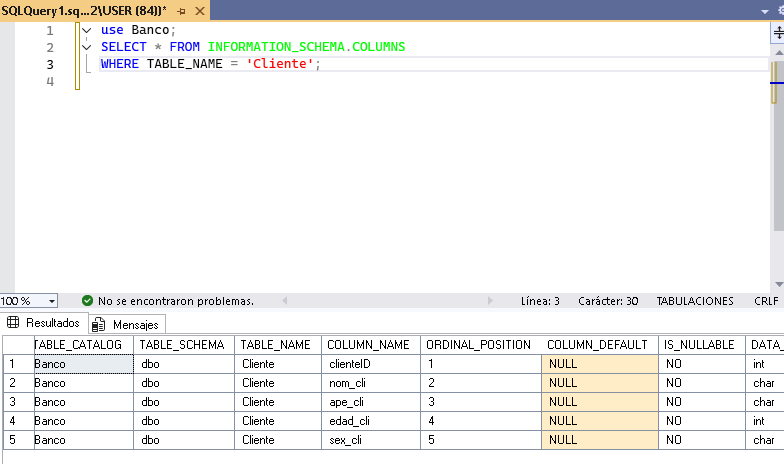 SQLQuery1.sq...2\USER (84))*
1 use Banco;
2 SELECT * FROM INFORMATION_SCHEMA.COLUMNS
3 WHERE TABLE_NAME = 'Cliente';
4
100 % No se encontraron problemas. Línea: 3 Carácter: 30 TABULACIONES CRLF
Resultados Mensajes
TABLE_CATALOG TABLE_SCHEMA TABLE_NAME COLUMN_NAME ORDINAL_POSITION COLUMN_DEFAULT IS_NULLABLE DATA_
1 Banco dbo Cliente clienteID 1 NULL NO int
2 Banco dbo Cliente nom_cli 2 NULL NO char
3 Banco dbo Cliente ape_cli 3 NULL NO char
4 Banco dbo Cliente edad_cli 4 NULL NO int
5 Banco dbo Cliente sex_cli 5 NULL NO char